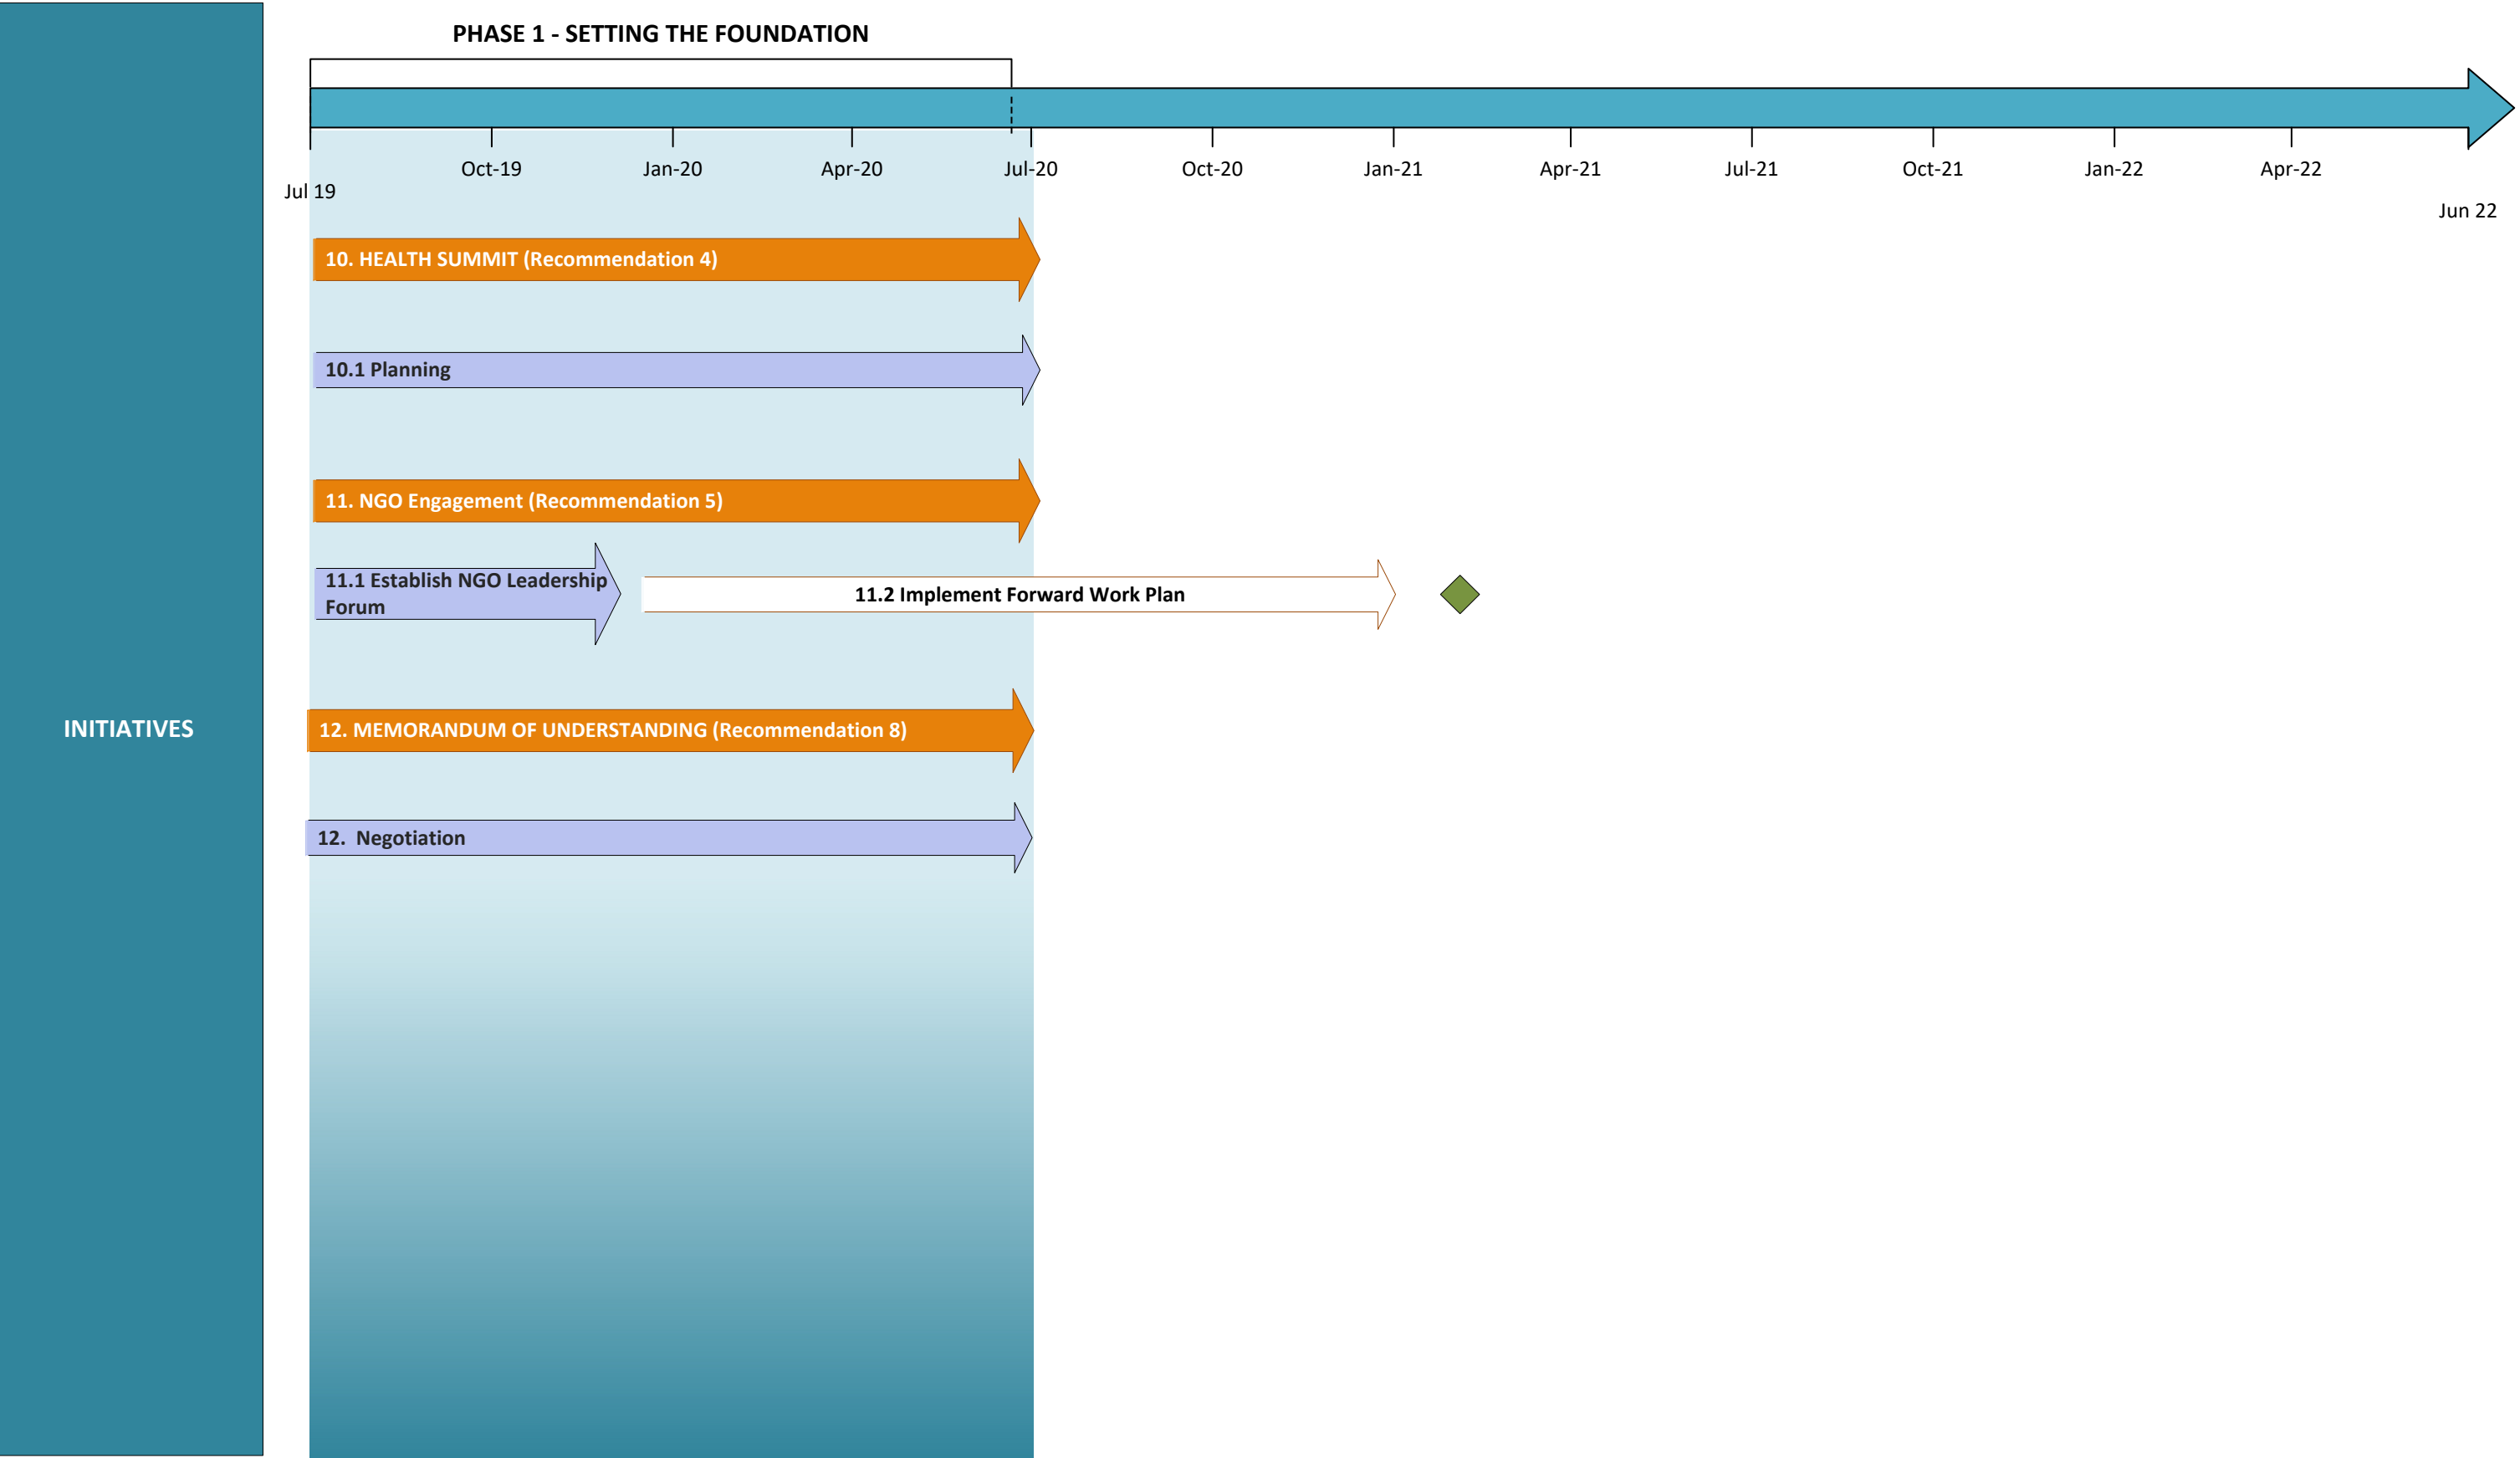 PHASE 1 - SETTING THE FOUNDATION
Oct-19
Jan-20
Apr-20
Jul-20
Oct-20
Jan-21
Apr-21
Jul-21
Oct-21
Jan-22
Apr-22
Jul 19
Jun 22
10. HEALTH SUMMIT (Recommendation 4)
10.1 Planning
11. NGO Engagement (Recommendation 5)
11.1 Establish NGO Leadership
Forum
11.2 Implement Forward Work Plan
INITIATIVES
12. MEMORANDUM OF UNDERSTANDING (Recommendation 8)
12.  Negotiation